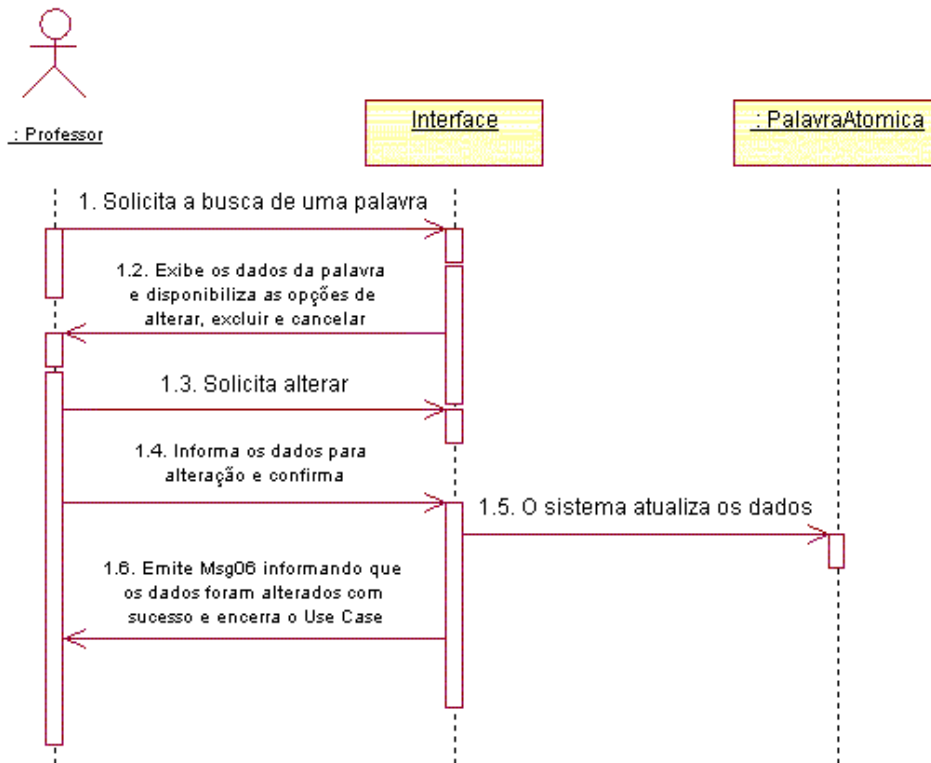 : Professor
Interface
: PalavraAtomica
1. Solicita a busca de uma palavra
1.2. Exibe os dados da palavra
e disponibiliza as opções de
alterar, excluir e cancelar
1.3. Solicita alterar
1.4. Informa os dados para
alteração e confirma
1.5. O sistema atualiza os dados
1.6. Emite Msg06 informando que
os dados foram alterados com
sucesso e encerra o Use Case